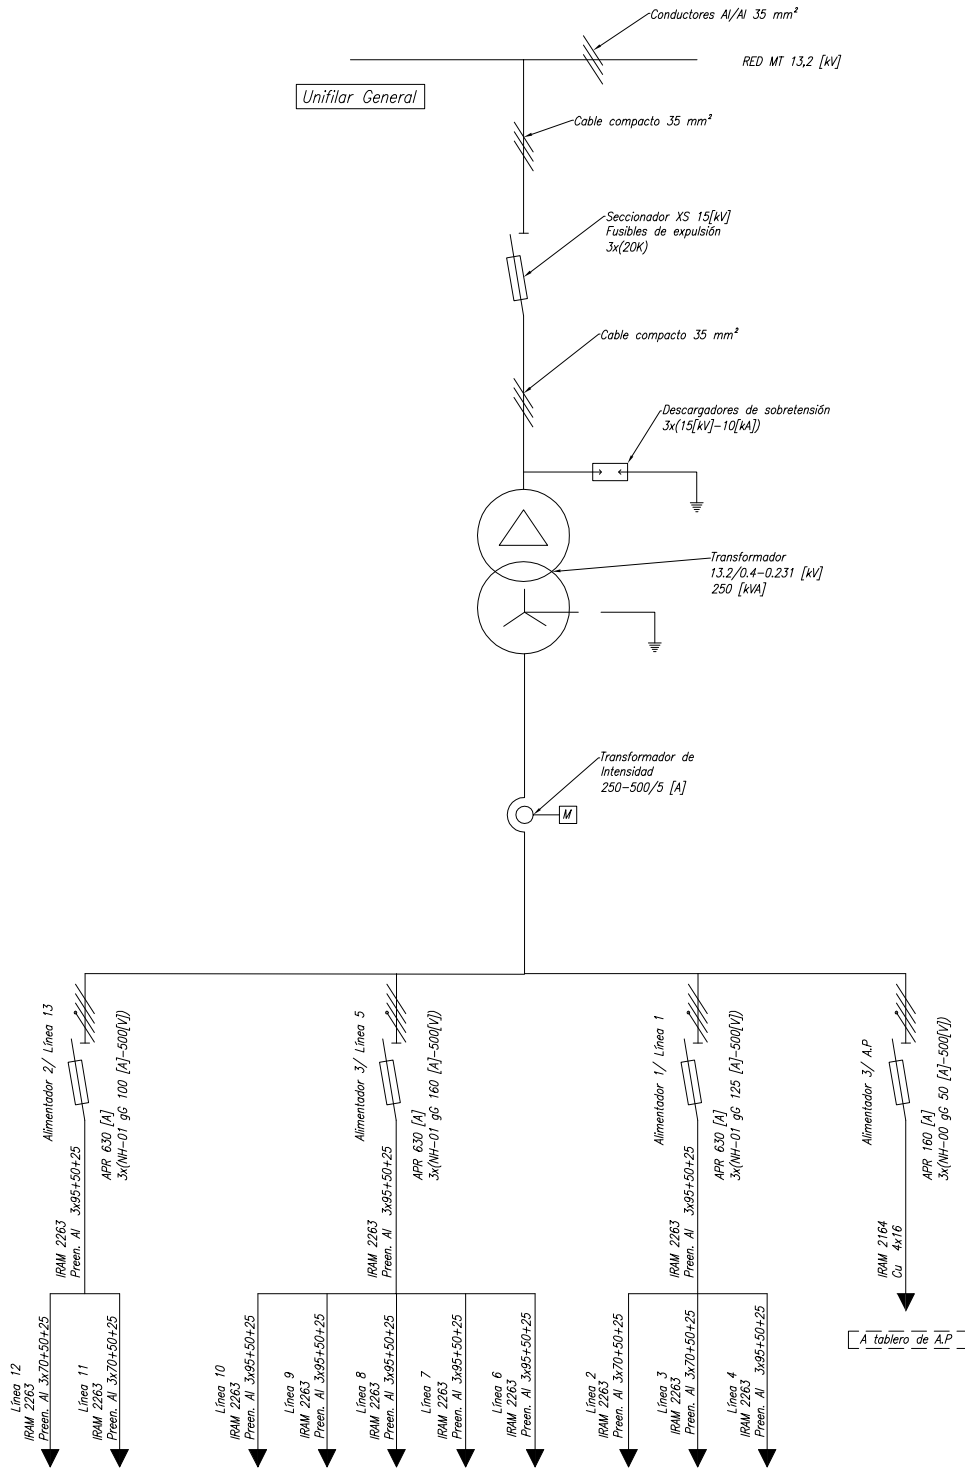 Conductores Al/Al 35 mm²
RED MT 13,2 [kV]
Unifilar General
Cable compacto 35 mm²
Seccionador XS 15[kV]
Fusibles de expulsión
3x(20K)
Cable compacto 35 mm²
Descargadores de sobretensión
3x(15[kV]-10[kA])
Transformador
13.2/0.4-0.231 [kV]
250 [kVA]
Transformador de
Intensidad
250-500/5 [A]
M
Alimentador 2/ Línea 13
APR 630 [A]
3x(NH-01 gG 100 [A]-500[V])
IRAM 2263
Preen. Al 3x95+50+25
Alimentador 3/ Línea 5
APR 630 [A]
3x(NH-01 gG 160 [A]-500[V])
IRAM 2263
Preen. Al 3x95+50+25
Alimentador 1/ Línea 1
APR 630 [A]
3x(NH-01 gG 125 [A]-500[V])
IRAM 2263
Preen. Al 3x95+50+25
Alimentador 3/ A.P
APR 160 [A]
3x(NH-00 gG 50 [A]-500[V])
IRAM 2164
Cu 4x16
A tablero de A.P
Línea 12
IRAM 2263
Preen. Al 3x70+50+25
Línea 11
IRAM 2263
Preen. Al 3x70+50+25
Línea 10
IRAM 2263
Preen. Al 3x95+50+25
Línea 9
IRAM 2263
Preen. Al 3x95+50+25
Línea 8
IRAM 2263
Preen. Al 3x95+50+25
Línea 7
IRAM 2263
Preen. Al 3x95+50+25
Línea 6
IRAM 2263
Preen. Al 3x95+50+25
Línea 2
IRAM 2263
Preen. Al 3x70+50+25
Línea 3
IRAM 2263
Preen. Al 3x70+50+25
Línea 4
IRAM 2263
Preen. Al 3x95+50+25